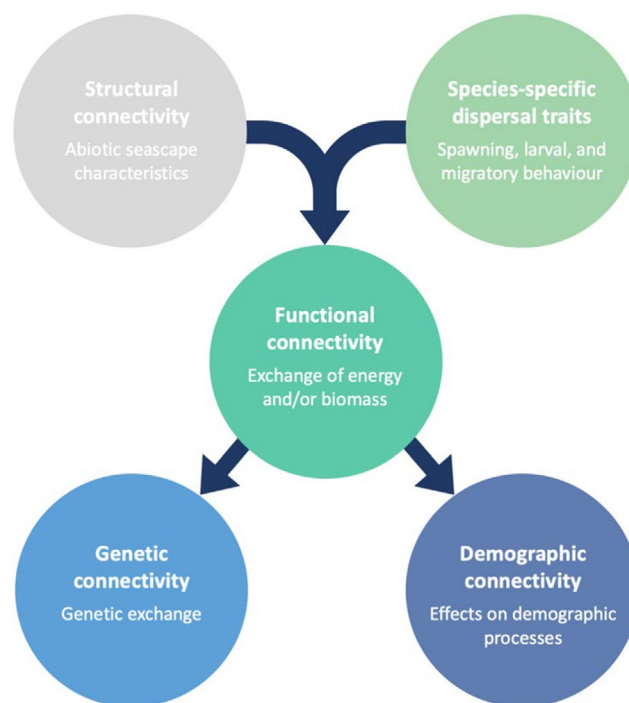 Structural
connectivity
Abiotic seascape
characteristics
Species-specific
dispersal traits
Spawning, larval, and
migratory behaviour
Functional
connectivity
Exchange of energy
and/or biomass
Genetic
connectivity
Genetic exchange
Demographic
connectivity
Effects on demographic
processes